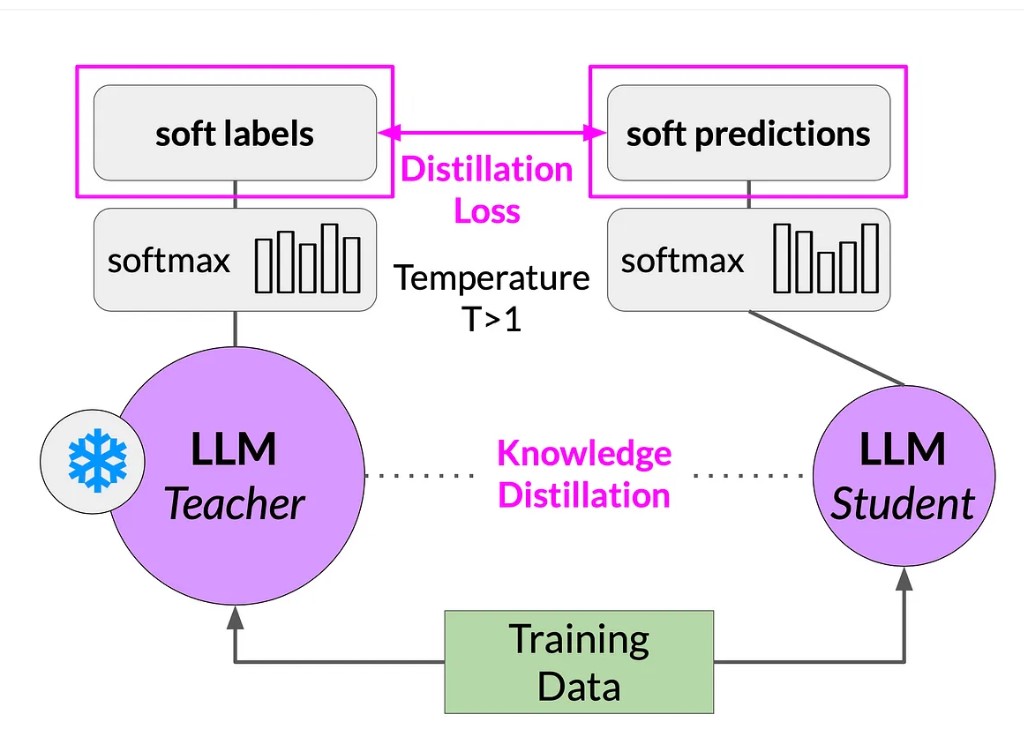 soft labels
soft predictions
Distillation
Loss
softmax
softmax
Temperature
T>1
LLM
Teacher
Knowledge
Distillation
LLM
Student
Training
Data